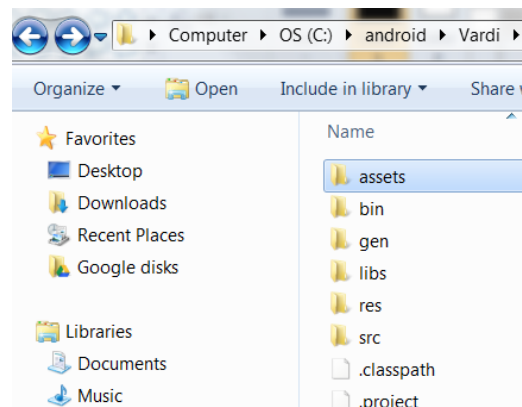 Computer OS (C:) android Vardi
Organize Open Include in library Share
Favorites
Desktop
Downloads
Recent Places
Google disks
Libraries
Documents
Music
Name
assets
bin
gen
libs
res
src
.classpath
.project